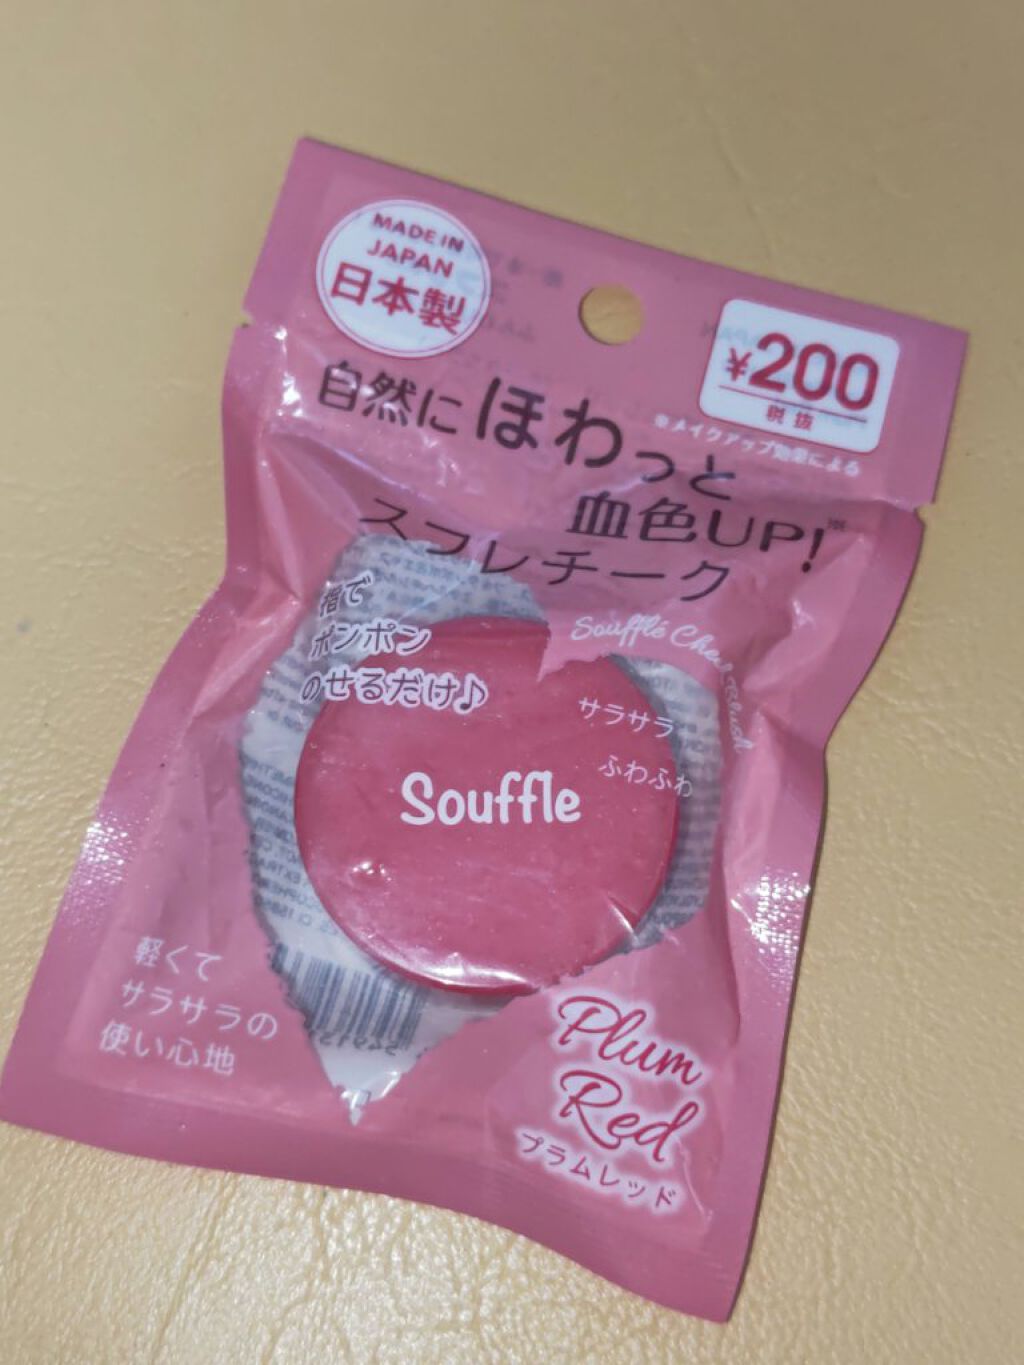 MADE IN
JAPAN
日本製
¥200
税抜
※メイクアップ効果による
自然にほわっと
血色UP!※
スフレチーク
Soufflé Cheek Blush
指で
ポンポン
のせるだけ♪
サラサラ
ふわふわ
Souffle
軽くて
サラサラの
使い心地
Plum
Red
プラムレッド